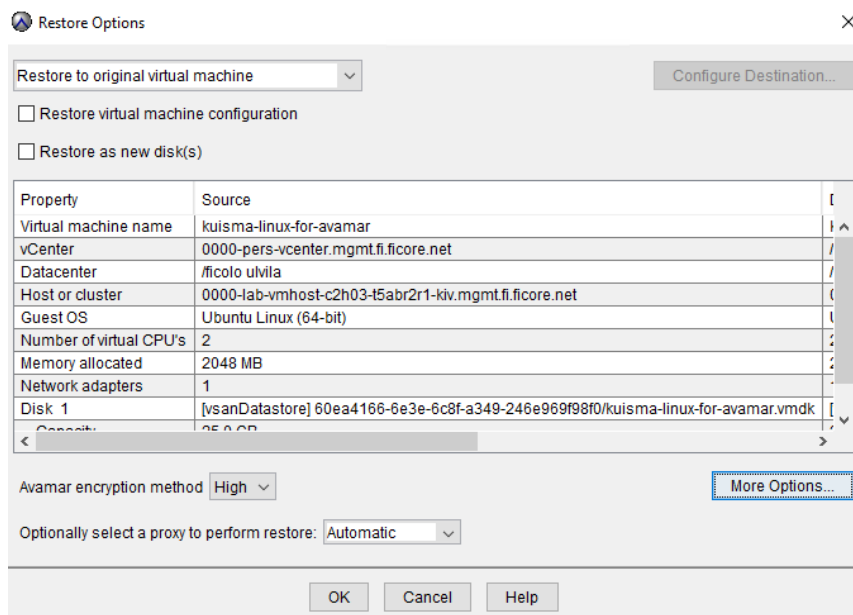 Restore Options
Restore to original virtual machine
Configure Destination...
Restore virtual machine configuration
Restore as new disk(s)
Property Source
Virtual machine name kuisma-linux-for-avamar
vCenter 0000-pers-vcenter.mgmt.fi.ficore.net /
Datacenter /ficolo ulvila /
Host or cluster 0000-lab-vmhost-c2h03-t5abr2r1-kiv.mgmt.fi.ficore.net
Guest OS Ubuntu Linux (64-bit)
Number of virtual CPU's 2
Memory allocated 2048 MB
Network adapters 1
Disk 1 [vsanDatastore] 60ea4166-6e3e-6c8f-a349-246e969f98f0/kuisma-linux-for-avamar.vmdk [
Capacity 25.0 GB
Avamar encryption method High
More Options...
Optionally select a proxy to perform restore: Automatic
OK Cancel Help